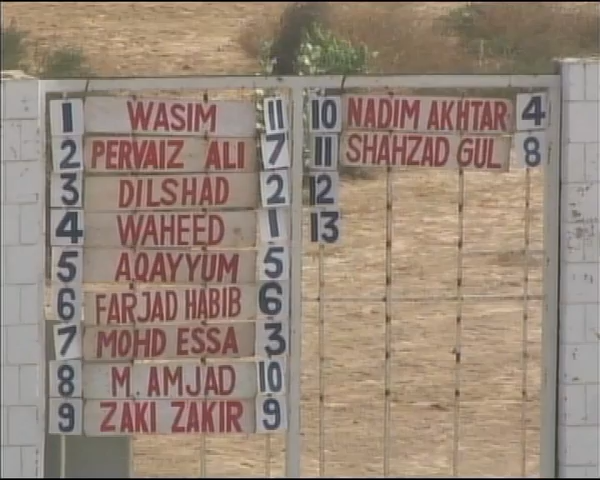 1 WASIM 11
2 PERVAIZ ALI 7
3 DILSHAD 2
4 WAHEED 1
5 AQAYYUM 5
6 FARJAD HABIB 6
7 MOHD ESSA 3
8 M. AMJAD 10
9 ZAKI ZAKIR 9
10 NADIM AKHTAR 4
11 SHAHZAD GUL 8
12
13